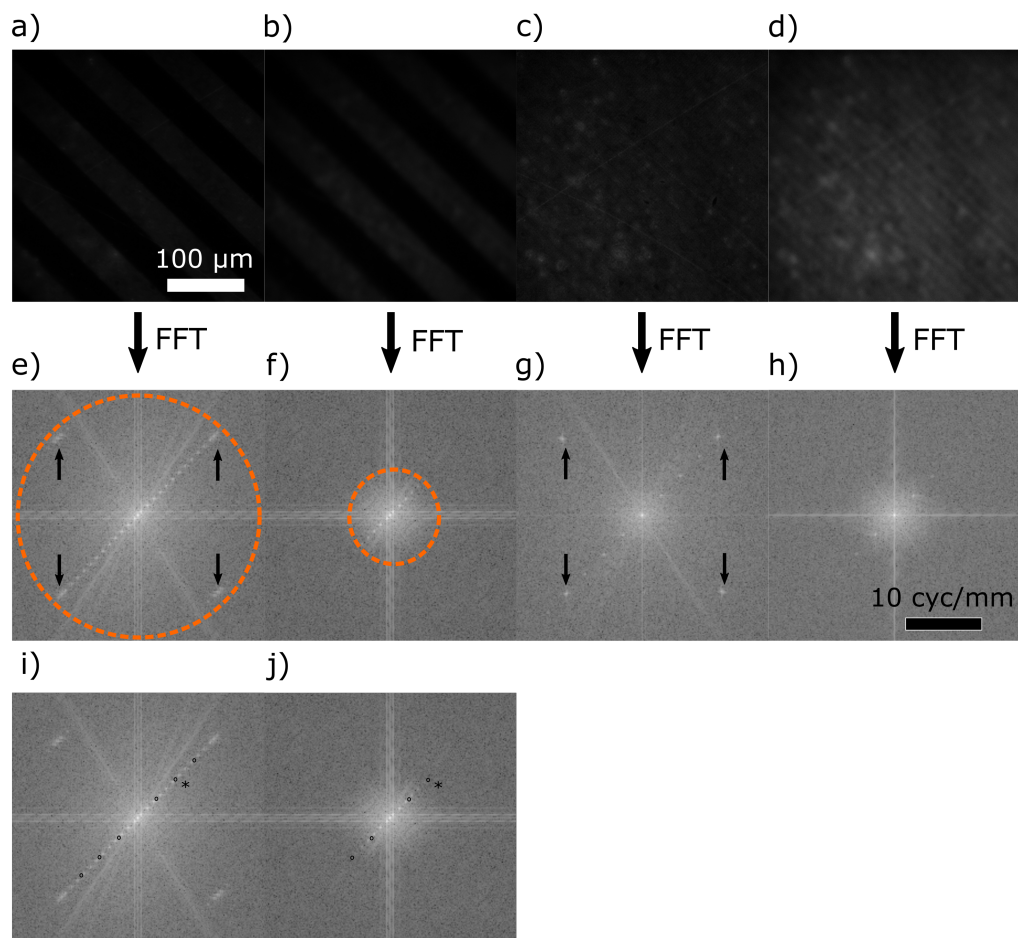 a)
b)
c)
d)
100 µm
FFT
FFT
FFT
FFT
e)
f)
g)
h)
10 cyc/mm
i)
j)
*
*